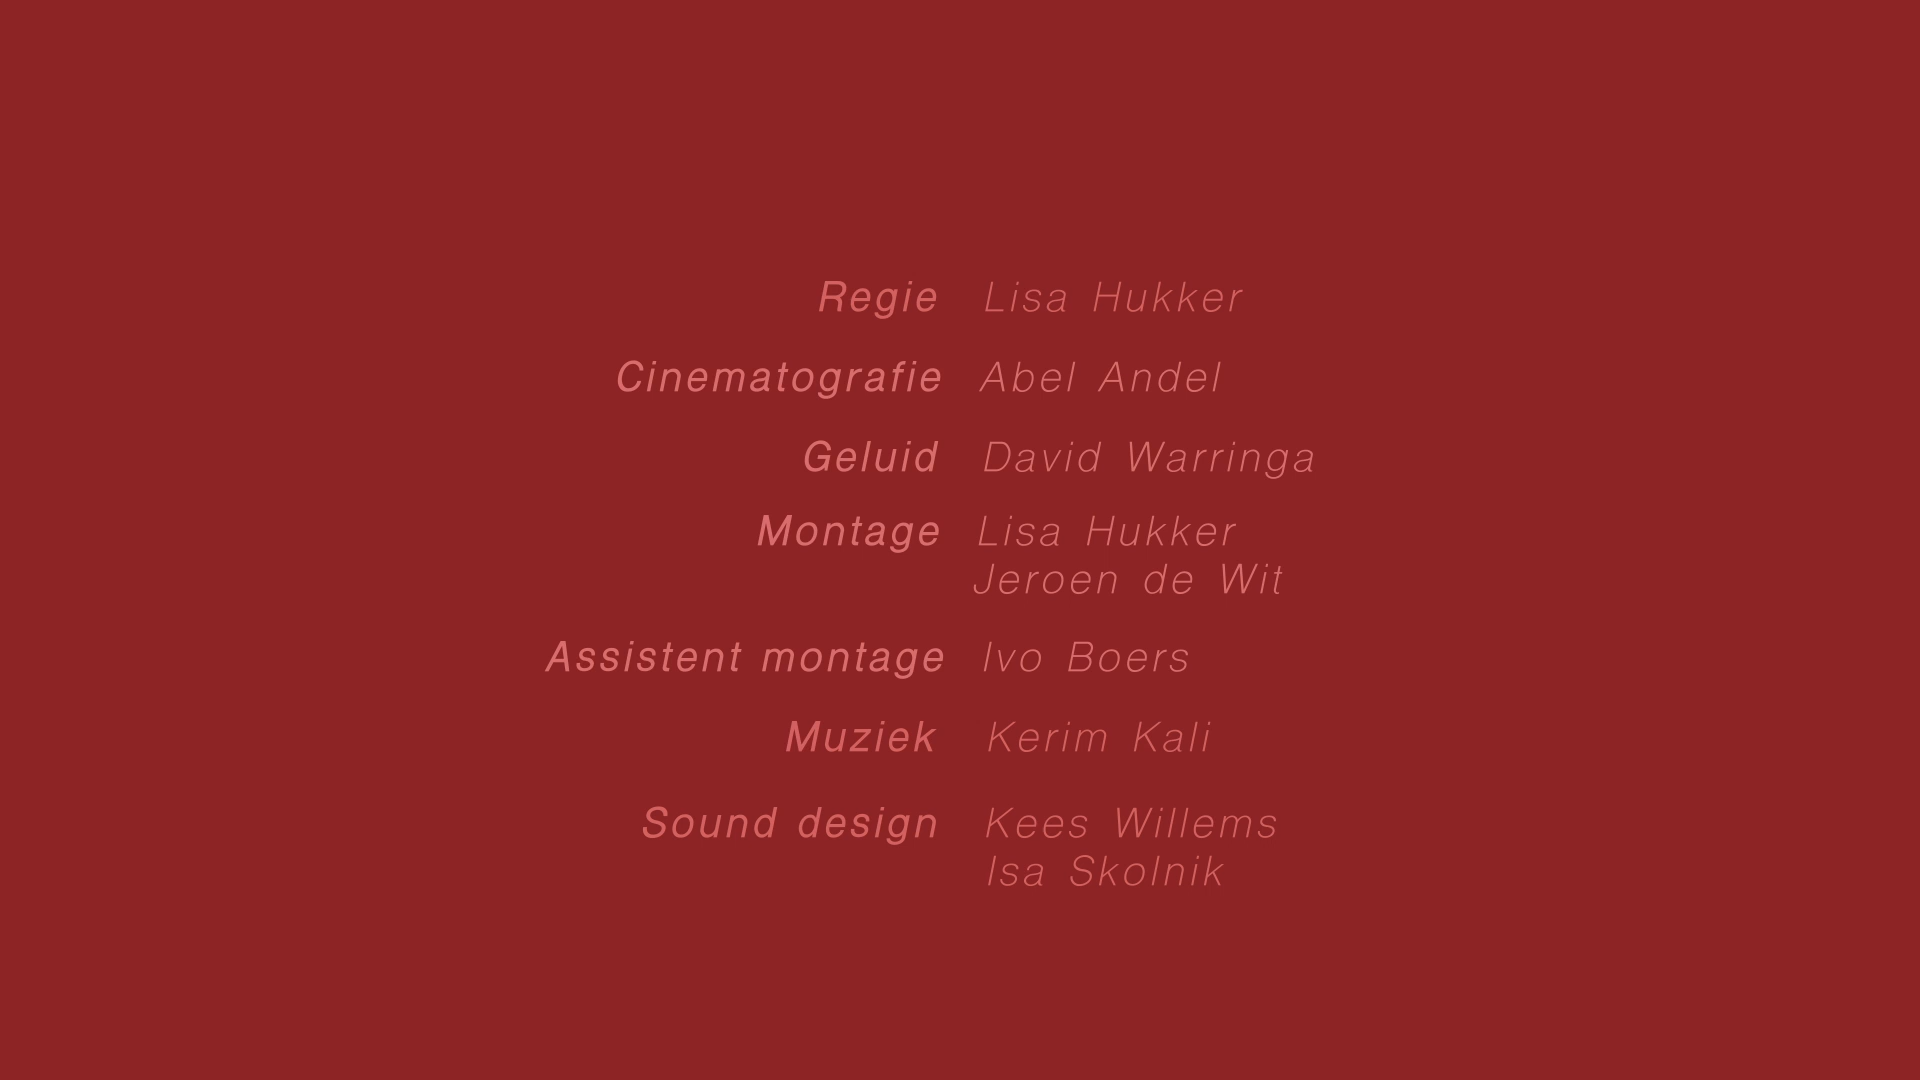 Regie Lisa Hukker
Cinematografie Abel Andel
Geluid David Warringa
Montage Lisa Hukker
Jeroen de Wit
Assistent montage Ivo Boers
Muziek Kerim Kali
Sound design Kees Willems
Isa Skolnik